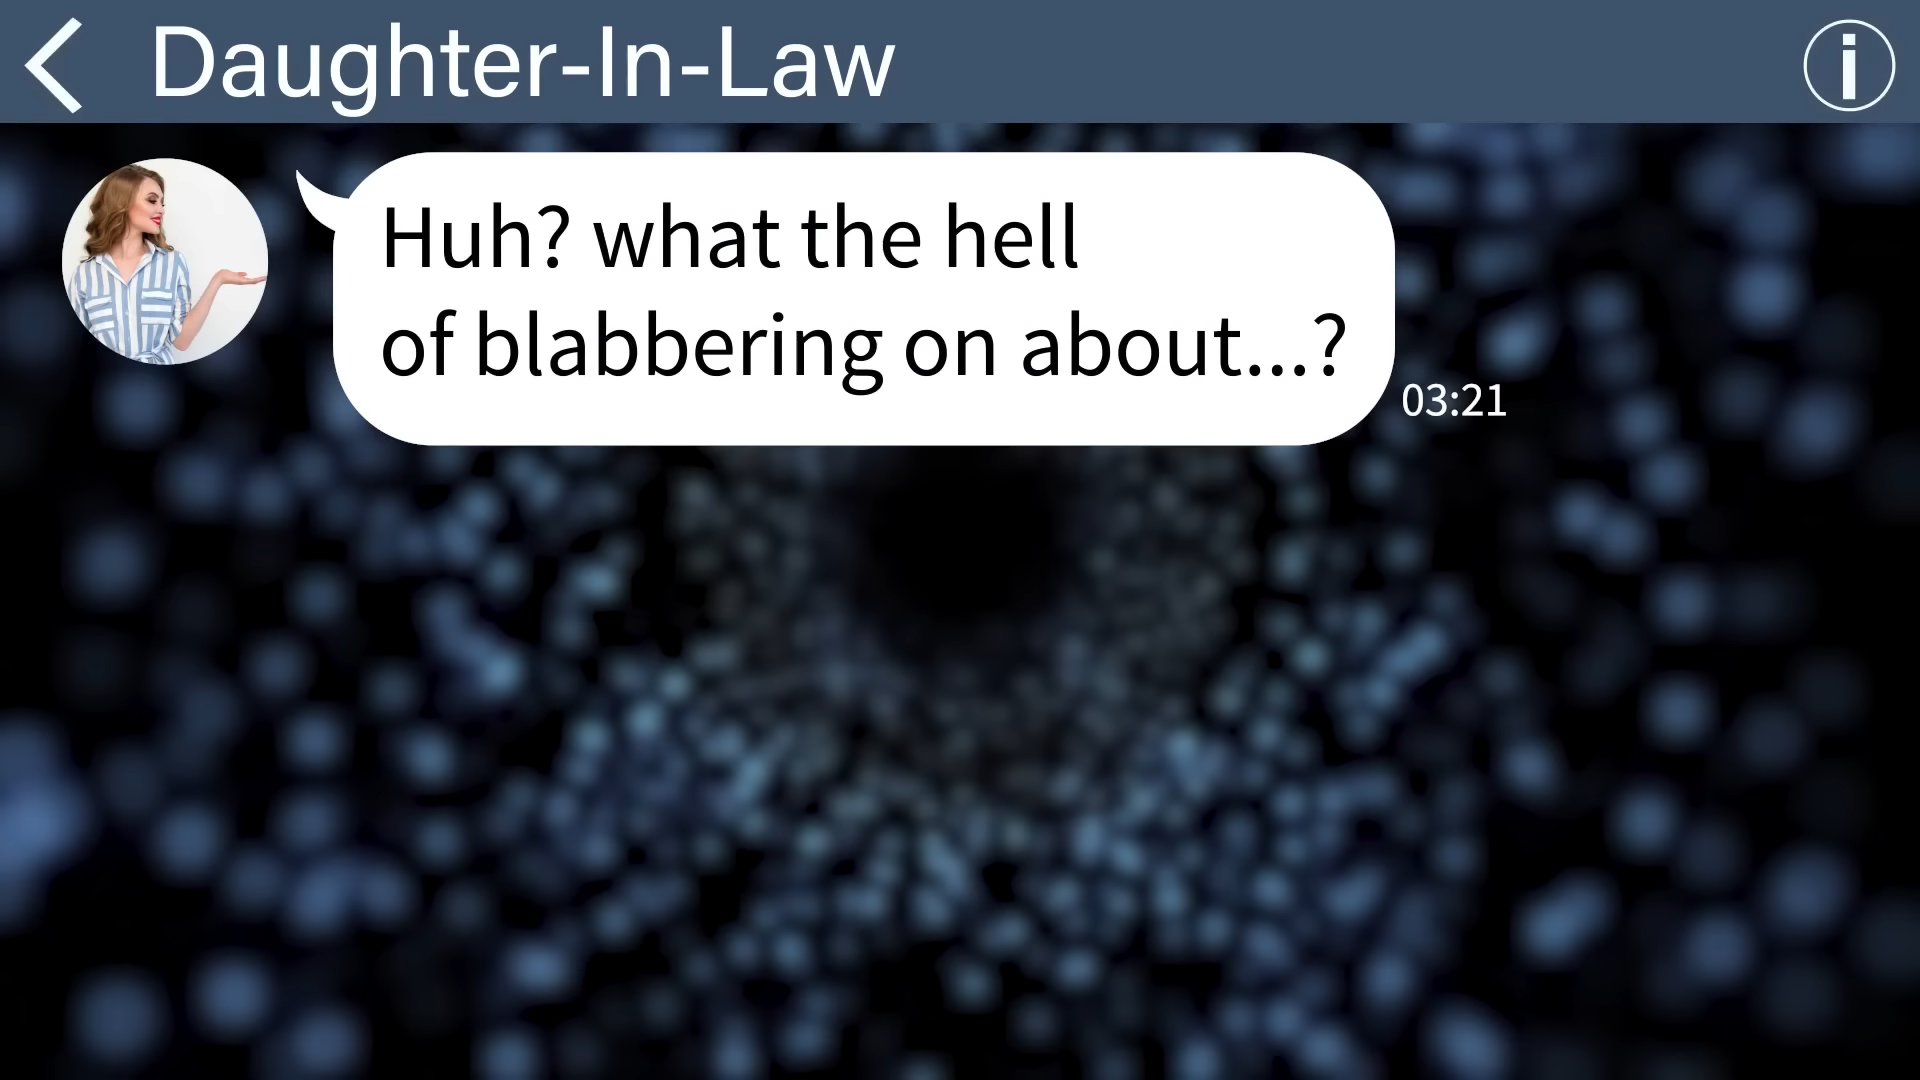 Daughter-In-Law
Huh? what the hell
of blabbering on about...?
03:21